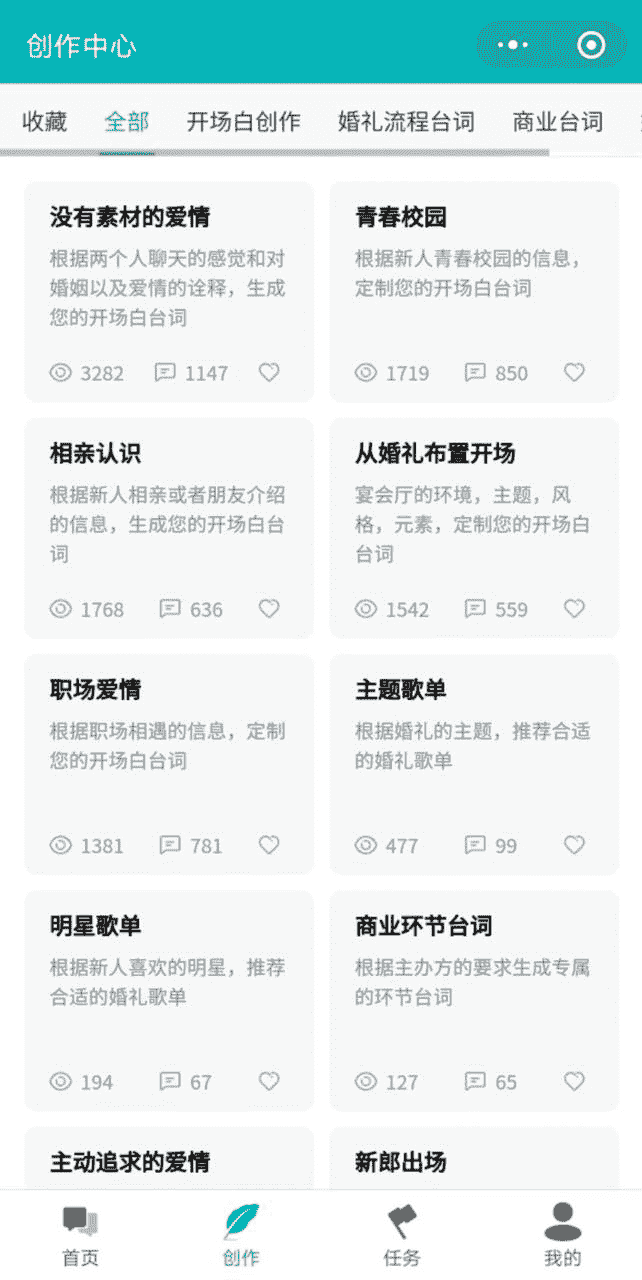 创作中心
收藏 全部 开场白创作 婚礼流程台词 商业台词
没有素材的爱情
根据两个人聊天的感觉和对
婚姻以及爱情的诠释，生成
您的开场白台词
3282 1147
青春校园
根据新人青春校园的信息，
定制您的开场白台词
1719 850
相亲认识
根据新人相亲或者朋友介绍
的信息，生成您的开场白台
词
1768 636
从婚礼布置开场
宴会厅的环境，主题，风
格，元素，定制您的开场白
台词
1542 559
职场爱情
根据职场相遇的信息，定制
您的开场白台词
1381 781
主题歌单
根据婚礼的主题，推荐合适
的婚礼歌单
477 99
明星歌单
根据新人喜欢的明星，推荐
合适的婚礼歌单
194 67
商业环节台词
根据主办方的要求生成专属
的环节台词
127 65
主动追求的爱情
新郎出场
首页 创作 任务 我的